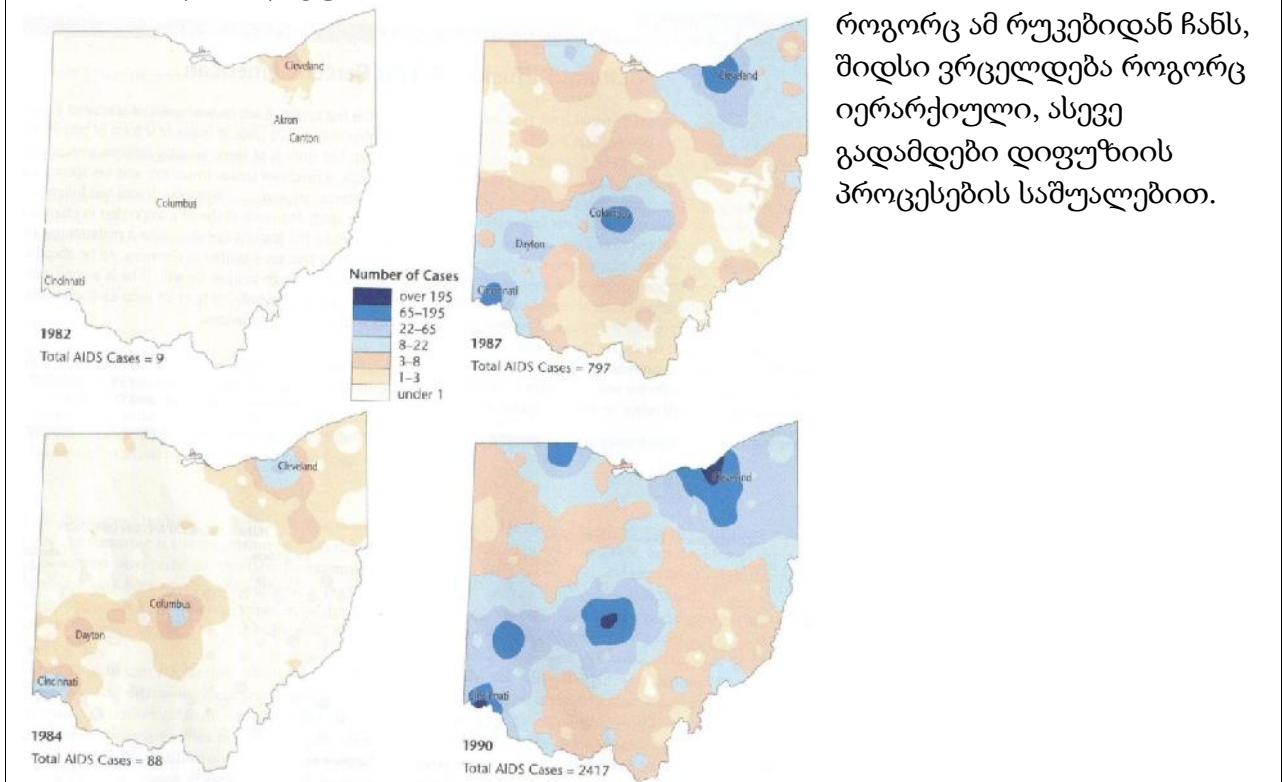 როგორც ამ რუკებიდან ჩანს,
შიდსი ვრცელდება როგორც
იერარქიული, ასევე
გადამდები დიფუზიის
პროცესების საშუალებით.
Cleveland
Akron
Canton
Columbus
Cincinnati
1982
Total AIDS Cases = 9
Number of Cases
over 195
65–195
22–65
8–22
3–8
1–3
under 1
Cleveland
Columbus
Dayton
Cincinnati
1987
Total AIDS Cases = 797
Cleveland
Columbus
Dayton
Cincinnati
1984
Total AIDS Cases = 88
Cleveland
Cincinnati
1990
Total AIDS Cases = 2417